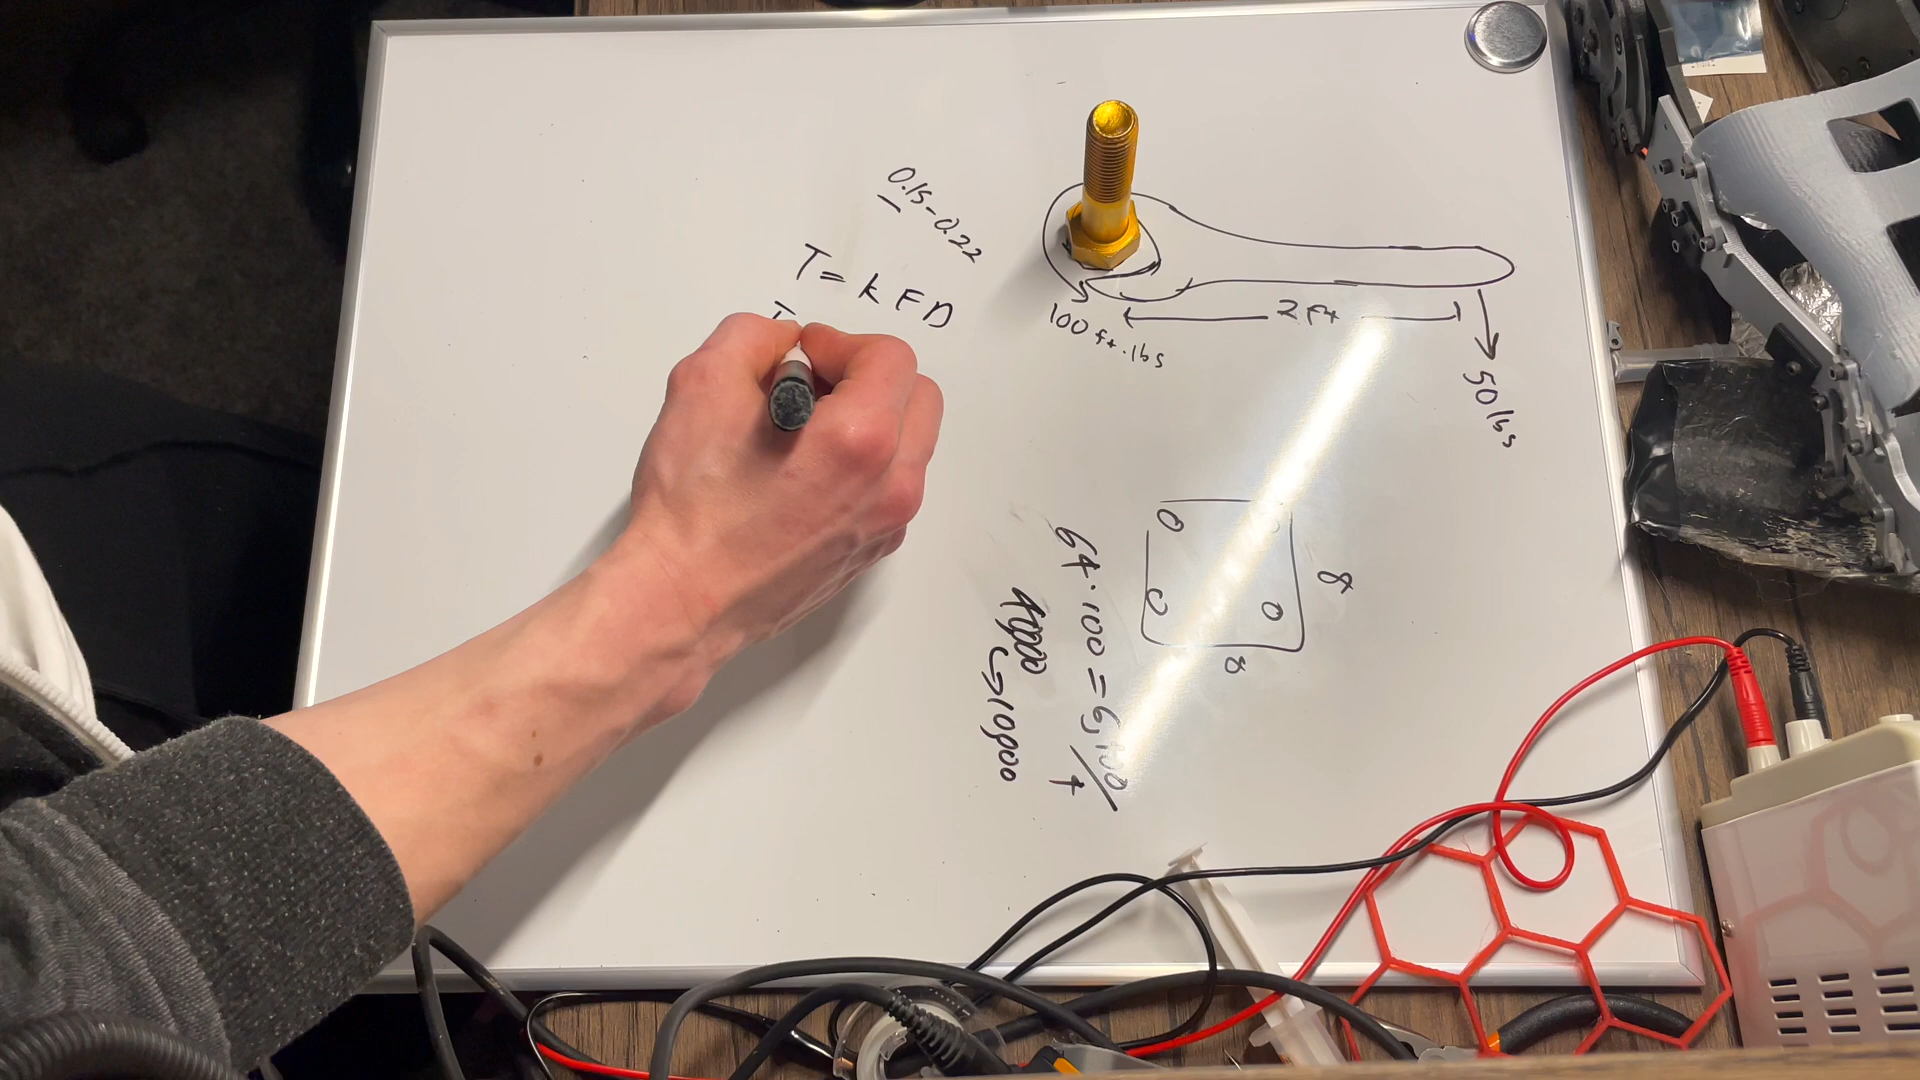 0.15-0.22
T= K F D
T
100 ft.lbs
2 ft
50 lbs
8
8
64.100 = 6,400/4
→10,000